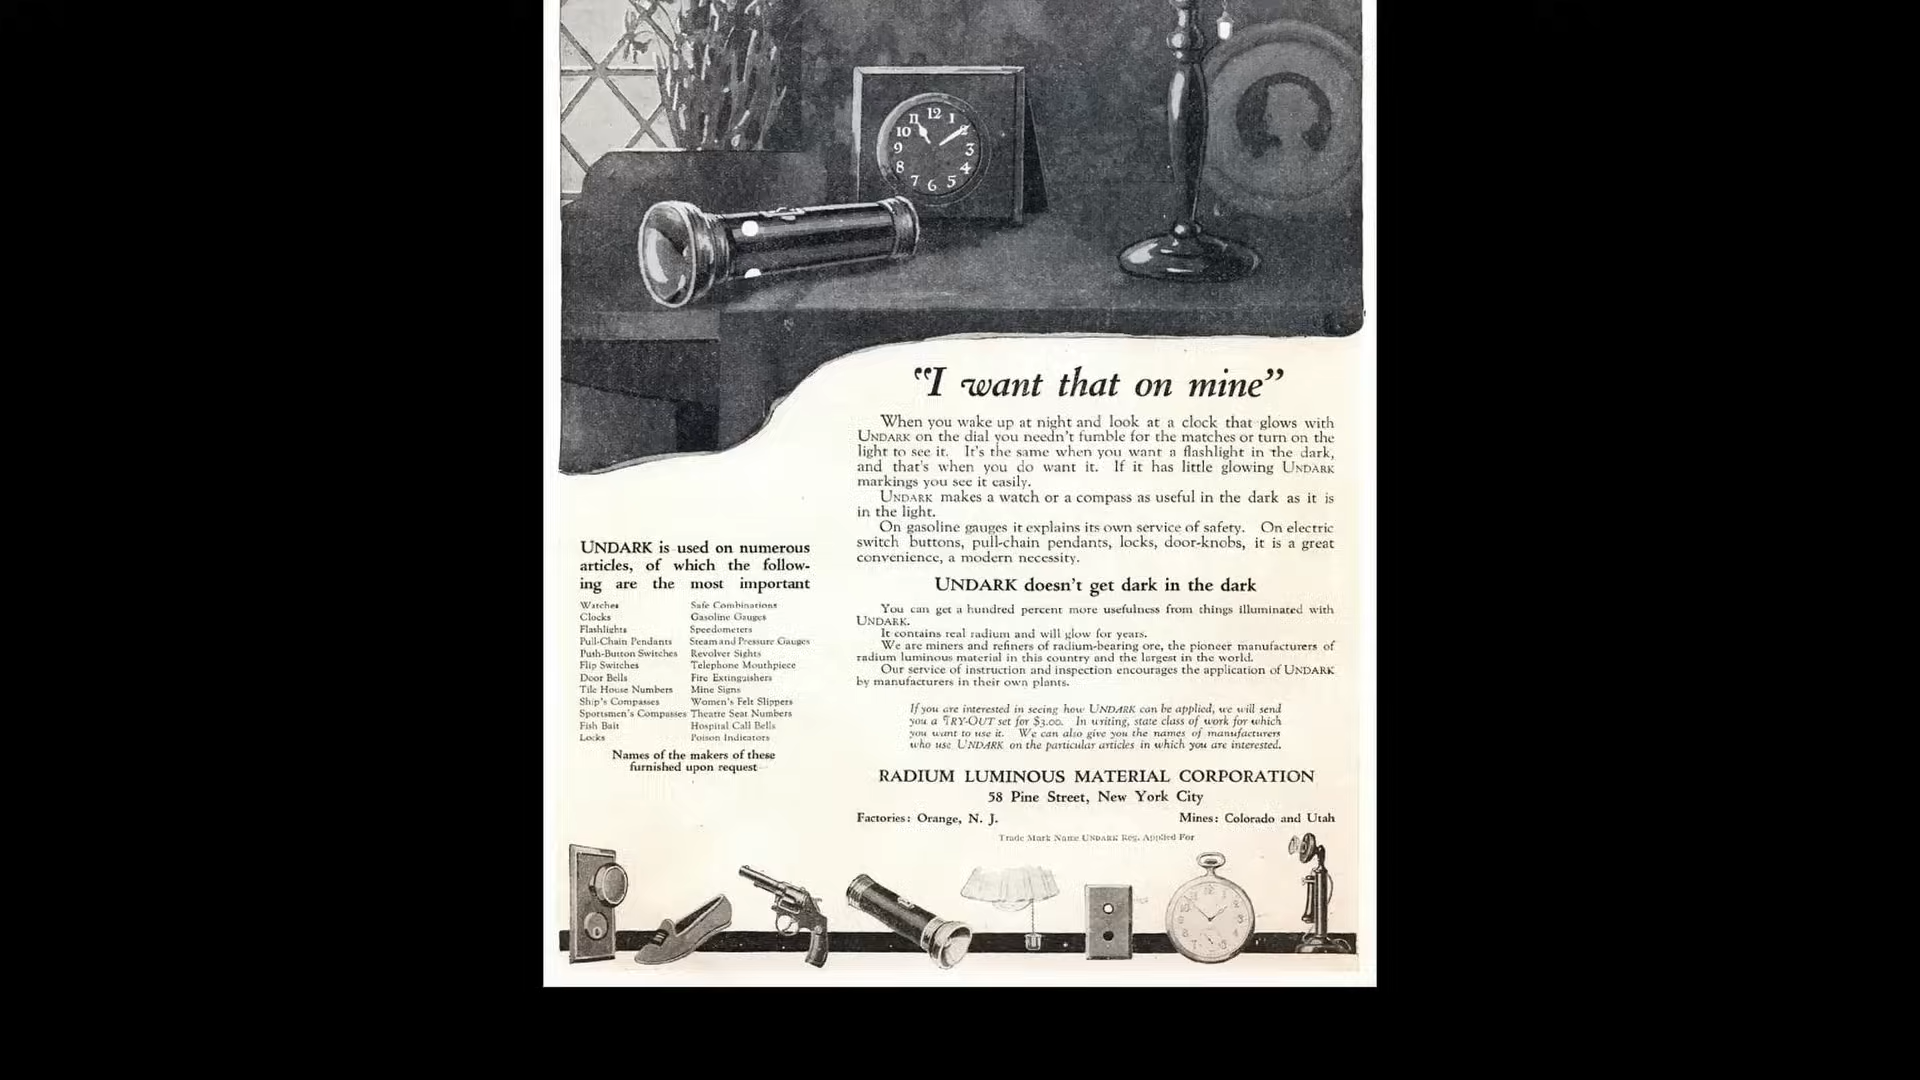 12
11 1
10 2
9 3
8 4
7 6 5
"I want that on mine"
When you wake up at night and look at a clock that glows with
UNDARK on the dial you needn't fumble for the matches or turn on the
light to see it. It's the same when you want a flashlight in the dark,
and that's when you do want it. If it has little glowing UNDARK
markings you see it easily.
UNDARK makes a watch or a compass as useful in the dark as it is
in the light.
On gasoline gauges it explains its own service of safety. On electric
switch buttons, pull-chain pendants, locks, door-knobs, it is a great
convenience, a modern necessity.
UNDARK doesn't get dark in the dark
You can get a hundred percent more usefulness from things illuminated with
UNDARK.
It contains real radium and will glow for years.
We are miners and refiners of radium-bearing ore, the pioneer manufacturers of
radium luminous material in this country and the largest in the world.
Our service of instruction and inspection encourages the application of UNDARK
by manufacturers in their own plants.
If you are interested in seeing how UNDARK can be applied, we will send
you a TRY-OUT set for $3.00. In writing, state class of work for which
you want to use it. We can also give you the names of manufacturers
who use UNDARK on the particular articles in which you are interested.
RADIUM LUMINOUS MATERIAL CORPORATION
58 Pine Street, New York City
Factories: Orange, N. J. Mines: Colorado and Utah
Trade Mark Name UNDARK Reg. Applied For
UNDARK is used on numerous
articles, of which the follow-
ing are the most important
Watches
Clocks
Flashlights
Pull-Chain Pendants
Push-Button Switches
Flip Switches
Door Bells
Tile House Numbers
Ship's Compasses
Sportsmen's Compasses
Fish Bait
Locks
Safe Combinations
Gasoline Gauges
Speedometers
Steam and Pressure Gauges
Revolver Sights
Telephone Mouthpiece
Fire Extinguishers
Mine Signs
Women's Felt Slippers
Theatre Seat Numbers
Hospital Call Bells
Poison Indicators
Names of the makers of these
furnished upon request